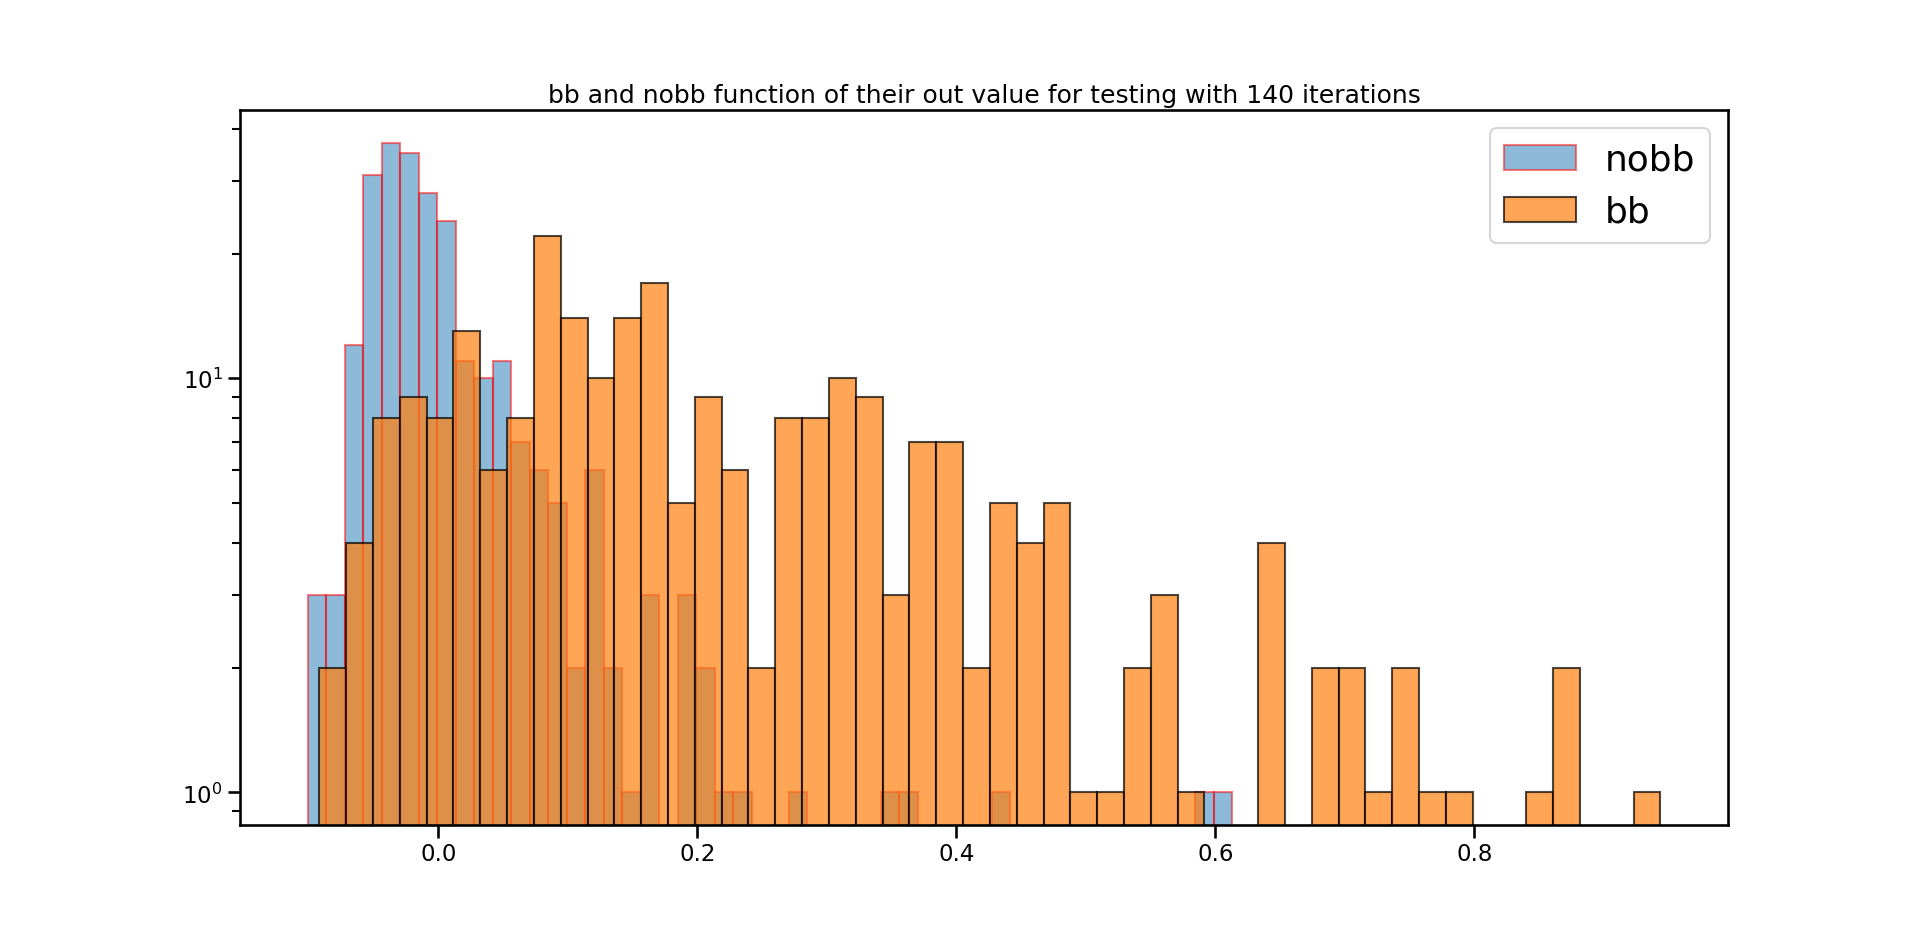 bb and nobb function of their out value for testing with 140 iterations
nobb
bb
10¹
10⁰
0.0 0.2 0.4 0.6 0.8